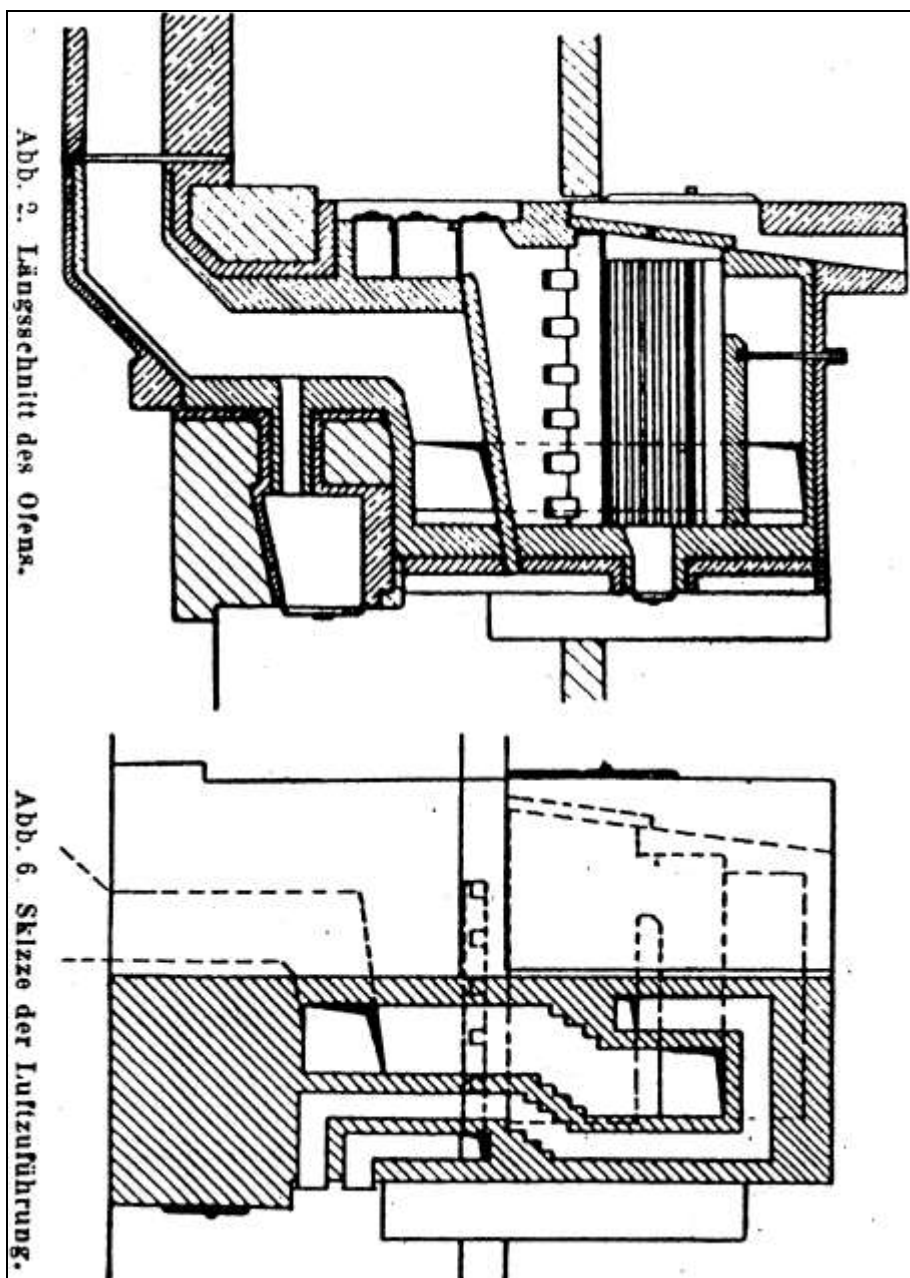 Abb. 2. Längsschnitt des Ofens.
Abb. 6. Skizze der Luftzuführung.